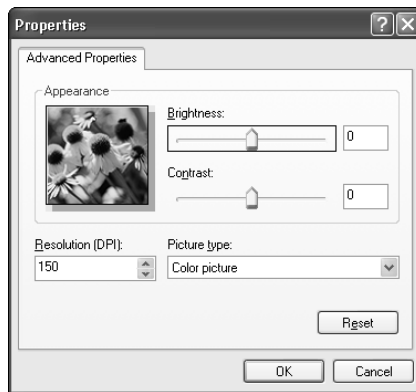 Properties
Advanced Properties
Appearance
Brightness:
0
Contrast:
0
Resolution (DPI):
150
Picture type:
Color picture
Reset
OK
Cancel